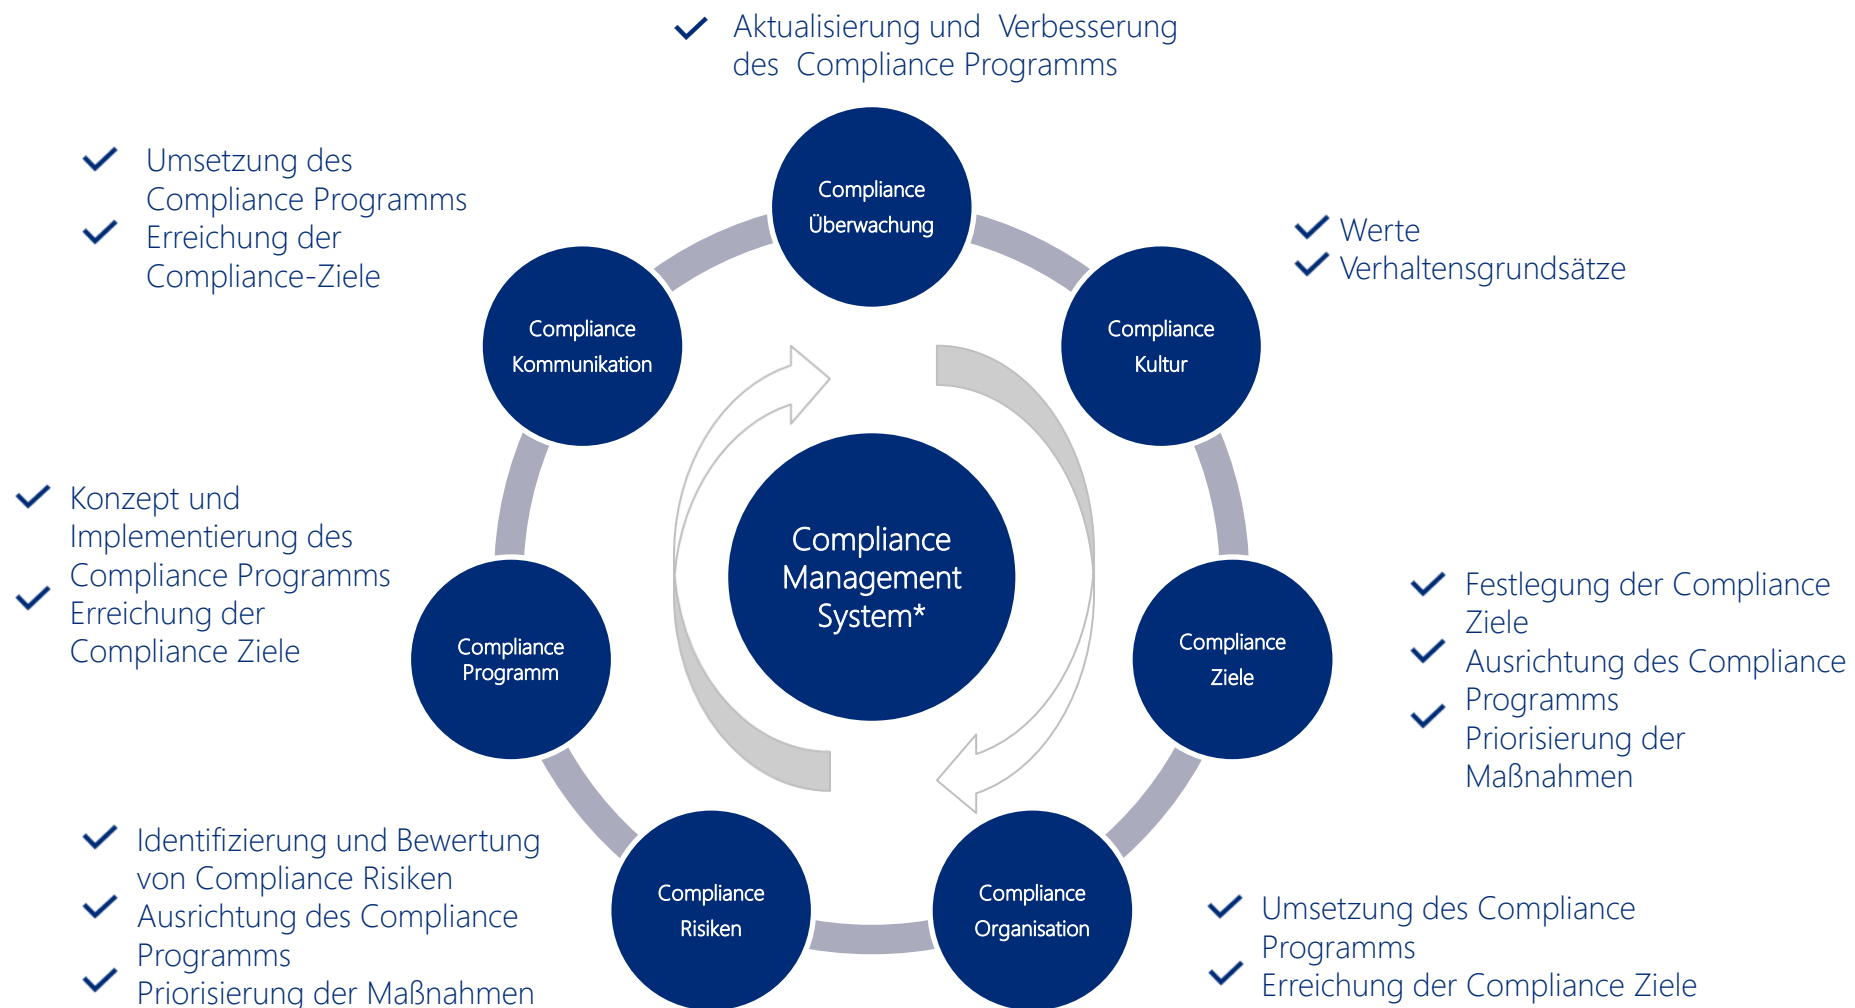 Aktualisierung und Verbesserung
des Compliance Programms
Compliance
Überwachung
Werte
Verhaltensgrundsätze
Compliance
Kultur
Festlegung der Compliance
Ziele
Ausrichtung des Compliance
Programms
Priorisierung der
Maßnahmen
Compliance
Ziele
Umsetzung des Compliance
Programms
Erreichung der Compliance Ziele
Compliance
Organisation
Identifizierung und Bewertung
von Compliance Risiken
Ausrichtung des Compliance
Programms
Priorisierung der Maßnahmen
Compliance
Risiken
Konzept und
Implementierung des
Compliance Programms
Erreichung der
Compliance Ziele
Compliance
Programm
Umsetzung des
Compliance Programms
Erreichung der
Compliance-Ziele
Compliance
Kommunikation
Compliance
Management
System*